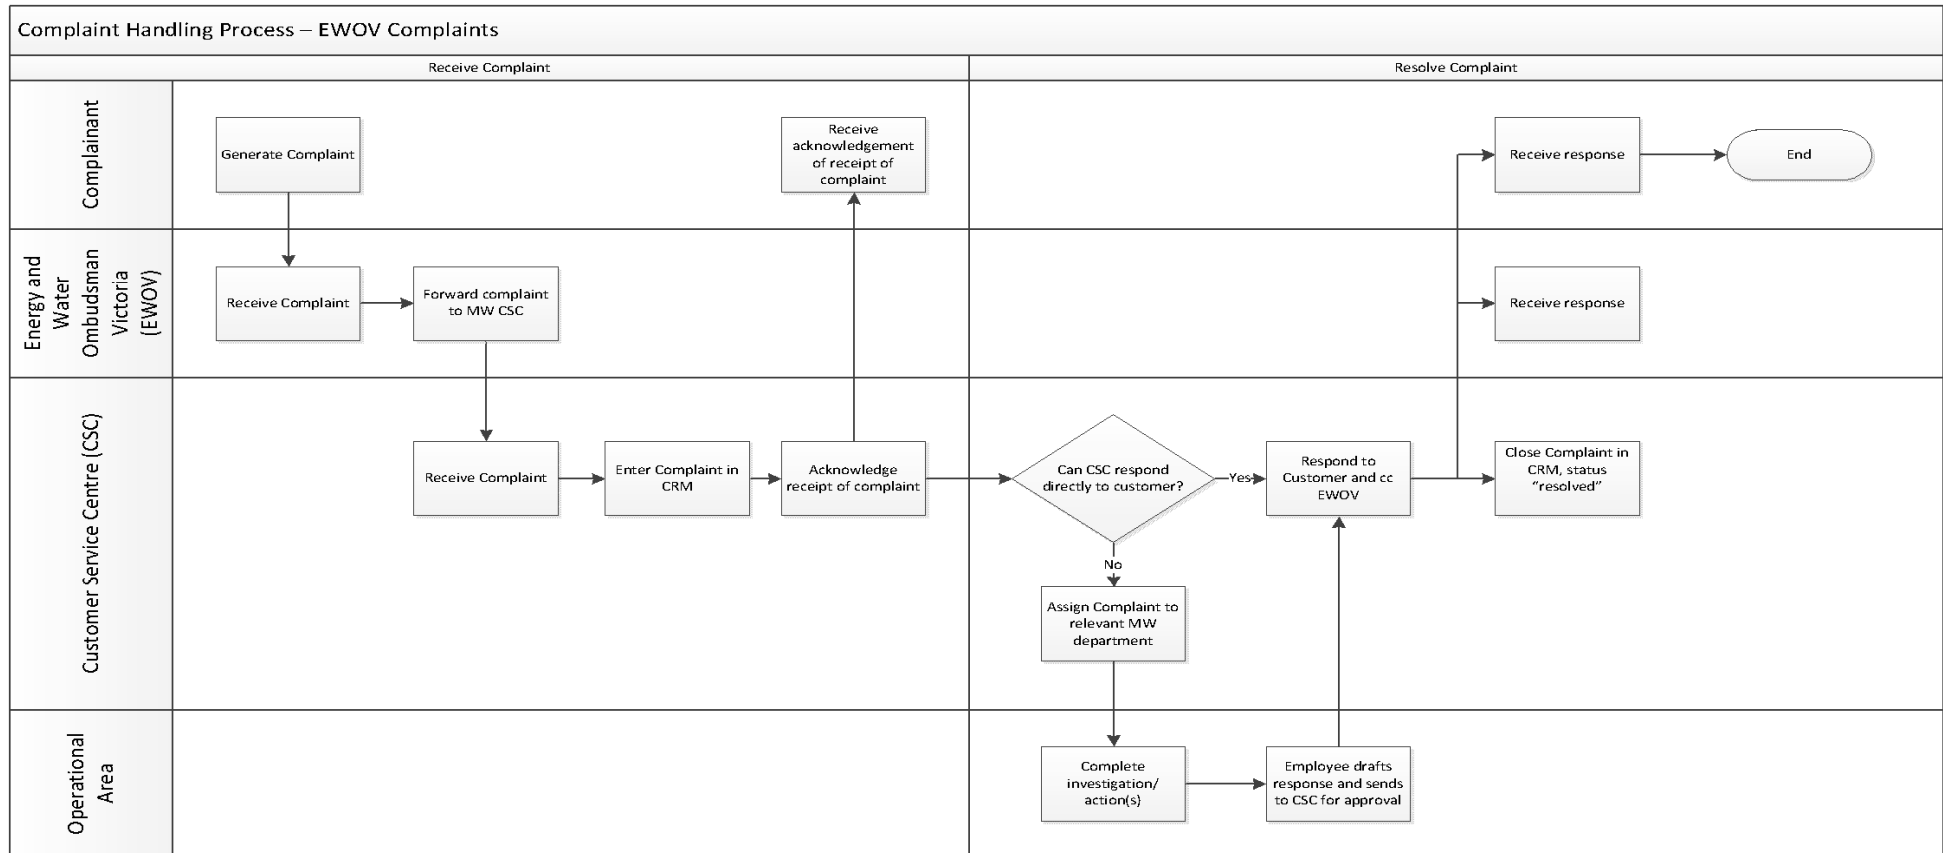 Complaint Handling Process – EWOV Complaints
Receive Complaint
Resolve Complaint
Complainant
Generate Complaint
Receive
acknowledgement
of receipt of
complaint
Receive response
End
Energy and
Water
Ombudsman
Victoria
(EWOV)
Receive Complaint
Forward complaint
to MW CSC
Receive response
Customer Service Centre (CSC)
Receive Complaint
Enter Complaint in
CRM
Acknowledge
receipt of complaint
Can CSC respond
directly to customer?
Yes
Respond to
Customer and cc
EWOV
Close Complaint in
CRM, status
“resolved”
No
Assign Complaint to
relevant MW
department
Operational
Area
Complete
investigation/
action(s)
Employee drafts
response and sends
to CSC for approval